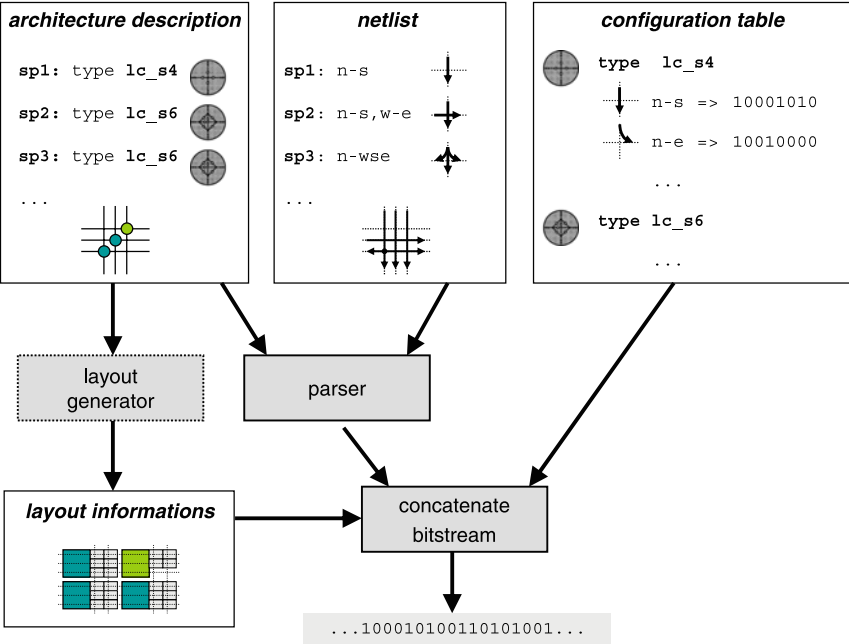 architecture description
sp1: type lc_s4
sp2: type lc_s6
sp3: type lc_s6
...
netlist
sp1: n-s
sp2: n-s,w-e
sp3: n-wse
...
configuration table
type lc_s4
n-s => 10001010
n-e => 10010000
...
type lc_s6
...
layout
generator
parser
layout informations
concatenate
bitstream
...100010100110101001...